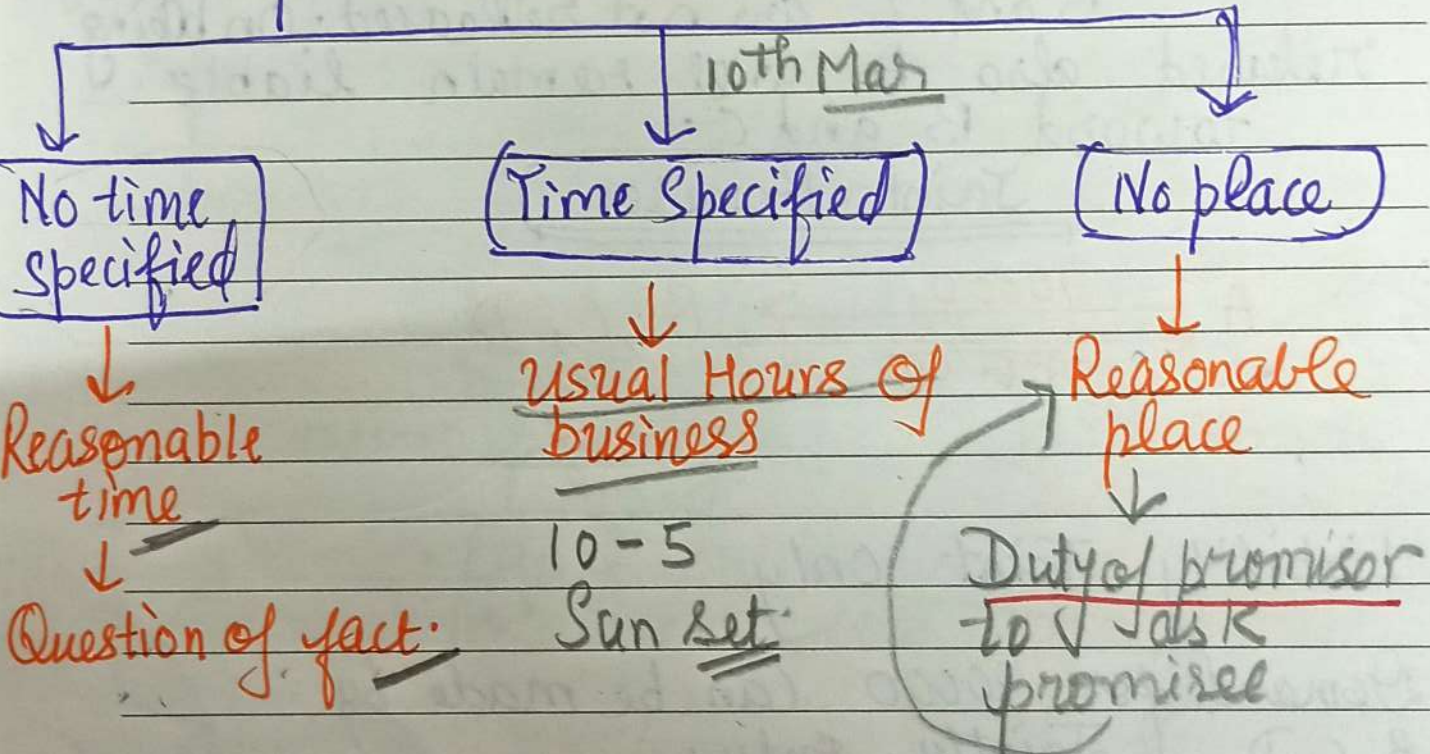 10th Mar
No time
specified
Time Specified
No place
Reasonable
time
Question of fact.
Usual Hours Of
business
10-5
Sun set.
Reasonable
place
Duty of promisor
to ask
promisee